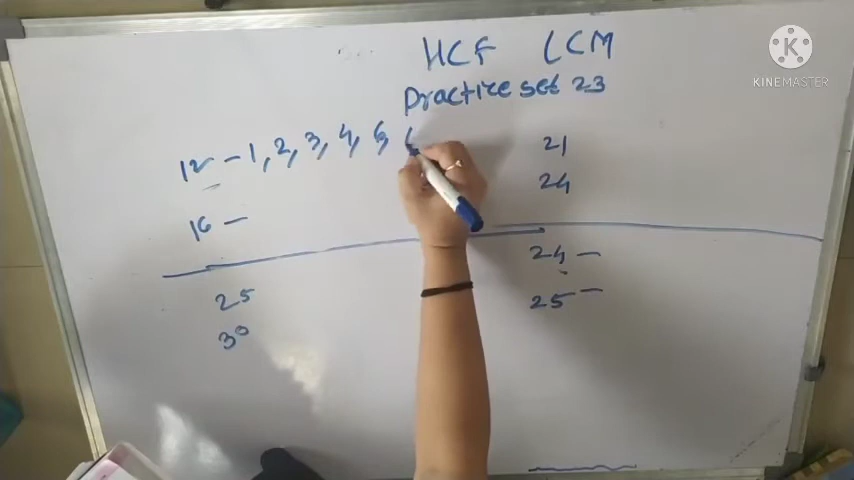 HCF LCM
Practice set 23
12 - 1, 2, 3, 4, 6,
16 -
21
24
25
30
24 -
25 -
K
KINEMASTER